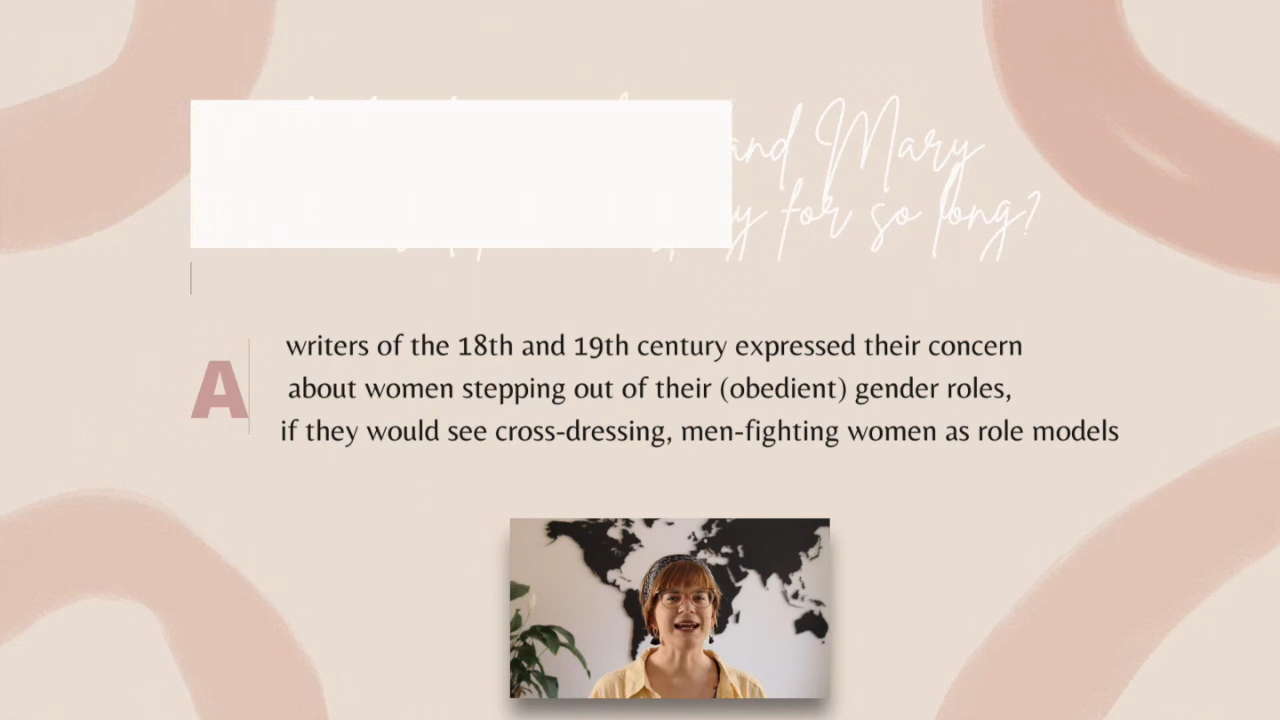 and Mary
for so long?
A
writers of the 18th and 19th century expressed their concern
about women stepping out of their (obedient) gender roles,
if they would see cross-dressing, men-fighting women as role models